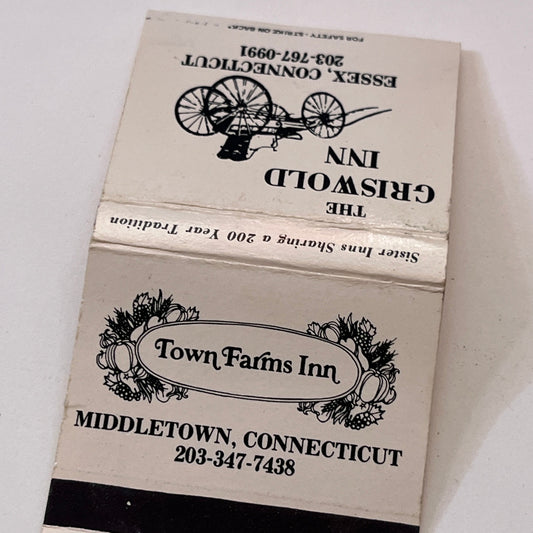 FOR SAFETY - STRIKE ON BACK
THE
GRISWOLD
INN
ESSEX, CONNECTICUT
203-767-0991
Sister Inns Sharing a 200 Year Tradition
Town Farms Inn
MIDDLETOWN, CONNECTICUT
203-347-7438